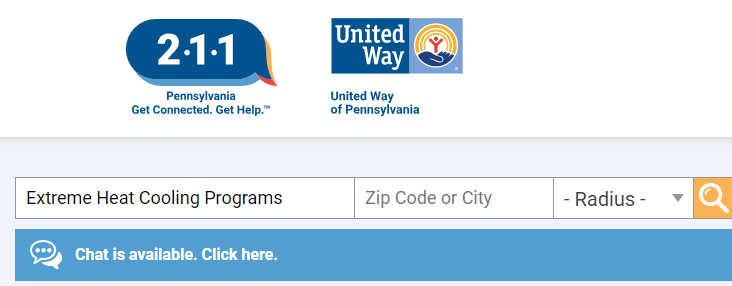 2·1·1
Pennsylvania
Get Connected. Get Help.™
United
Way
United Way
of Pennsylvania
Extreme Heat Cooling Programs
Zip Code or City
- Radius -
Chat is available. Click here.